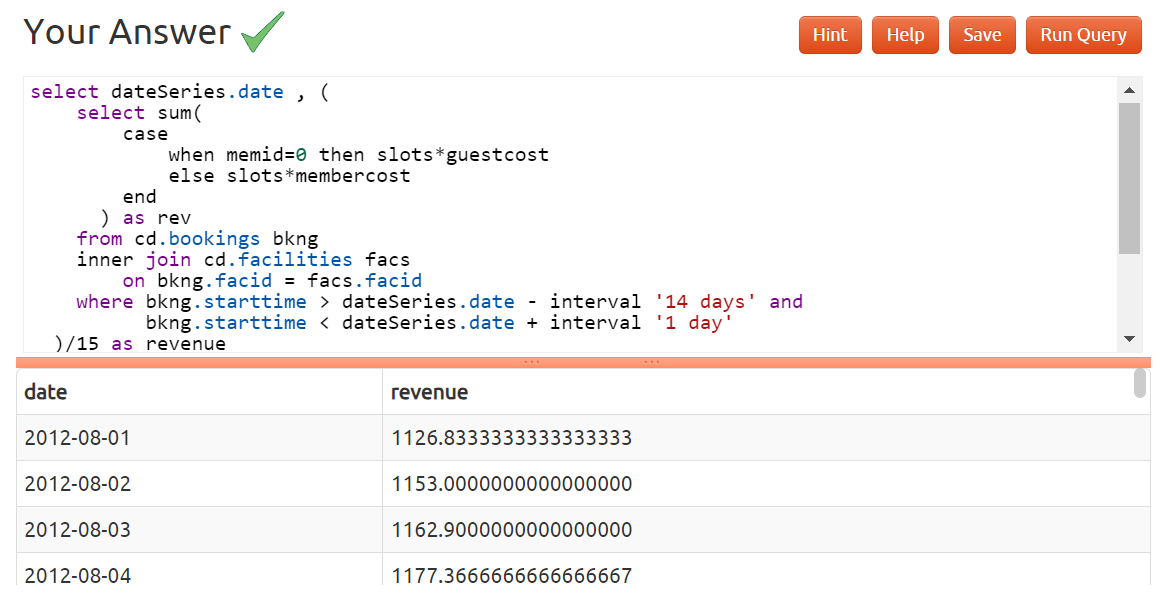 Your Answer
Hint Help Save Run Query
select dateSeries.date , (
    select sum(
        case
            when memid=0 then slots*guestcost
            else slots*membercost
        end
      ) as rev
    from cd.bookings bkng
    inner join cd.facilities facs
        on bkng.facid = facs.facid
    where bkng.starttime > dateSeries.date - interval '14 days' and
          bkng.starttime < dateSeries.date + interval '1 day'
  )/15 as revenue
date revenue
2012-08-01 1126.8333333333333333
2012-08-02 1153.0000000000000000
2012-08-03 1162.9000000000000000
2012-08-04 1177.3666666666666667